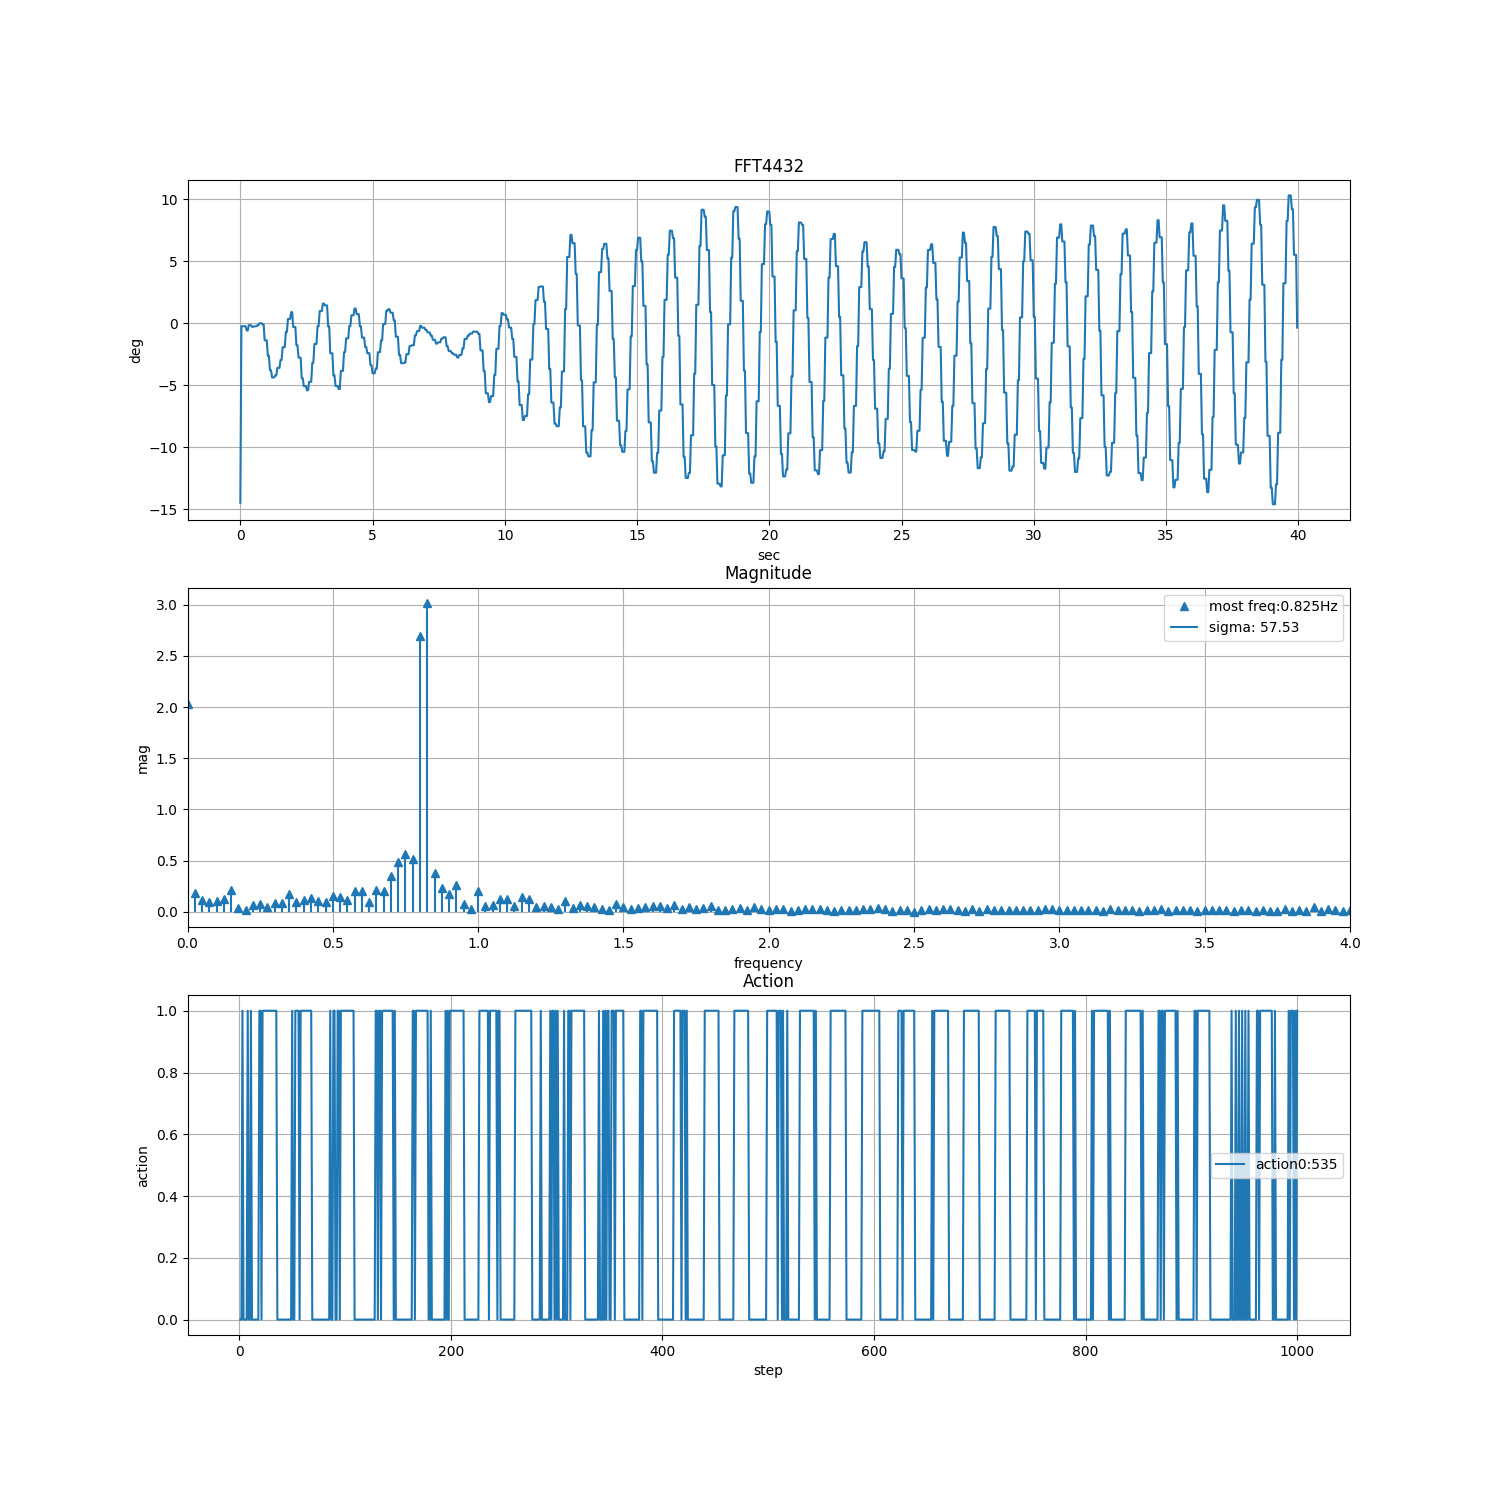 FFT4432
10
5
0
−5
−10
−15
deg
0 5 10 15 20 25 30 35 40
sec
Magnitude
3.0
2.5
2.0
1.5
1.0
0.5
0.0
mag
most freq:0.825Hz
sigma: 57.53
0.0 0.5 1.0 1.5 2.0 2.5 3.0 3.5 4.0
frequency
Action
1.0
0.8
0.6
0.4
0.2
0.0
action
action0:535
0 200 400 600 800 1000
step